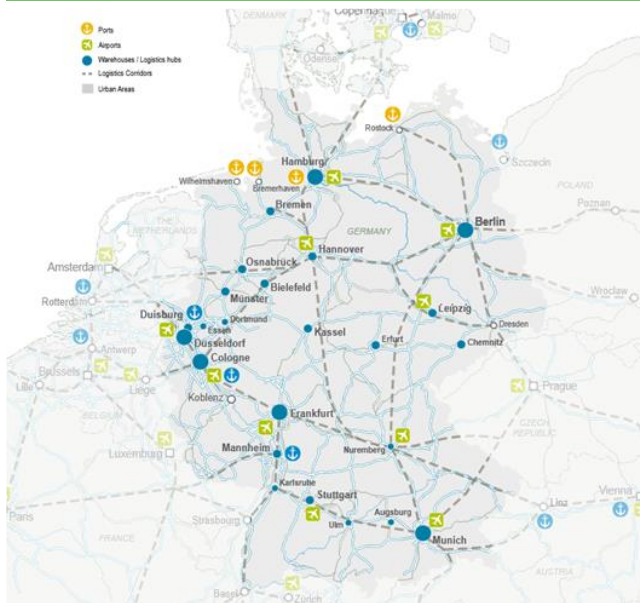 Ports
Airports
Warehouses / Logistics hubs
Logistics Corridors
Urban Areas
DENMARK
Copenhagen
Malmo
Odense
Rostock
Szczecin
Hamburg
Wilhelmshaven
Bremerhaven
Bremen
POLAND
Poznan
Berlin
THE
NETHERLANDS
GERMANY
Hannover
Amsterdam
Osnabrück
Bielefeld
Münster
Wroclaw
Rotterdam
Duisburg
Dortmund
Essen
Leipzig
Dresden
Düsseldorf
Kassel
Erfurt
Chemnitz
Antwerp
Cologne
Brussels
Liège
Lille
Koblenz
Prague
BELGIUM
Frankfurt
CZECH
REPUBLIC
Luxemburg
Mannheim
Nuremberg
Karlsruhe
Stuttgart
Linz
Vienna
Paris
Strasbourg
Ulm
Augsburg
Munich
FRANCE
AUSTRIA
Basel
Zürich